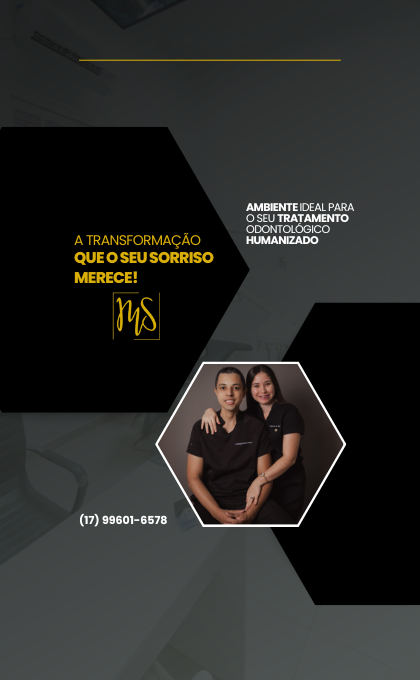 AMBIENTE IDEAL PARA
O SEU TRATAMENTO
ODONTOLÓGICO
HUMANIZADO
A TRANSFORMAÇÃO
QUE O SEU SORRISO
MERECE!
MS
(17) 99601-6578